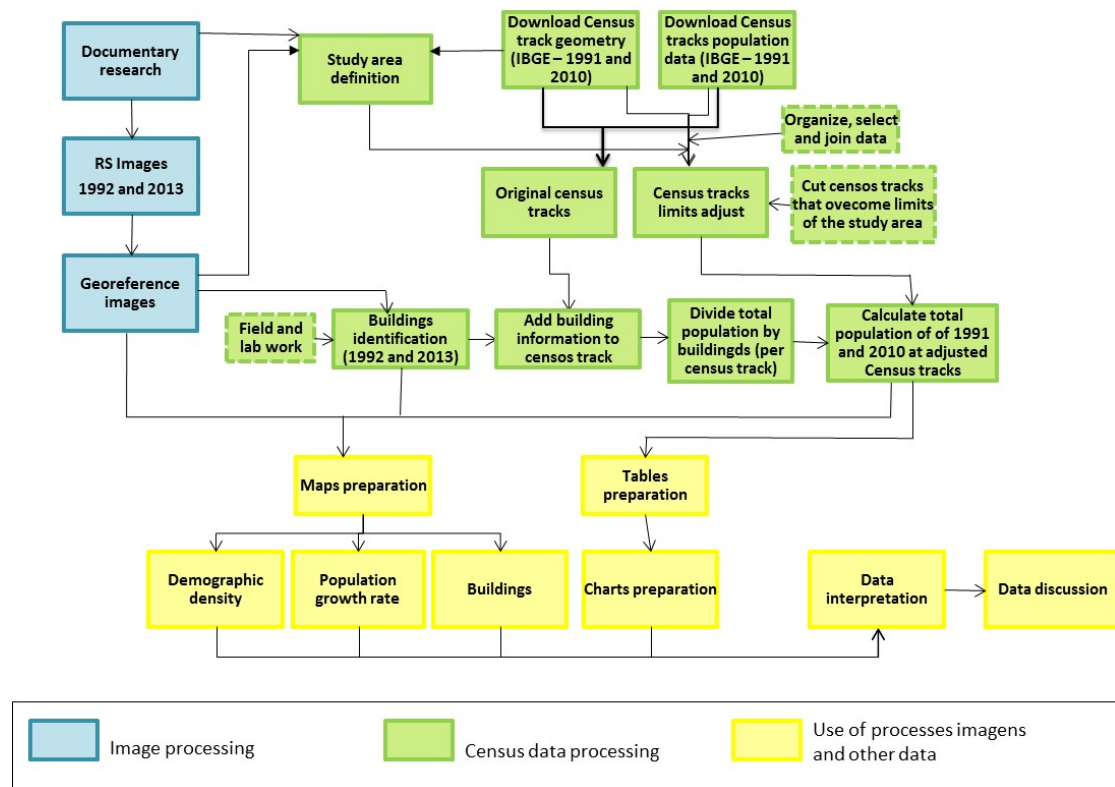 Documentary
research
Study area
definition
Download Census
track geometry
(IBGE – 1991 and
2010)
Download Census
tracks population
data (IBGE – 1991
and 2010)
Organize, select
and join data
RS Images
1992 and 2013
Original census
tracks
Census tracks
limits adjust
Cut censos tracks
that ovecome limits
of the study area
Georeference
images
Field and
lab work
Buildings
identification
(1992 and 2013)
Add building
information to
censos track
Divide total
population by
buildingds (per
census track)
Calculate total
population of of 1991
and 2010 at adjusted
Census tracks
Maps preparation
Tables
preparation
Demographic
density
Population
growth rate
Buildings
Charts preparation
Data
interpretation
Data discussion
Image processing
Census data processing
Use of processes imagens
and other data